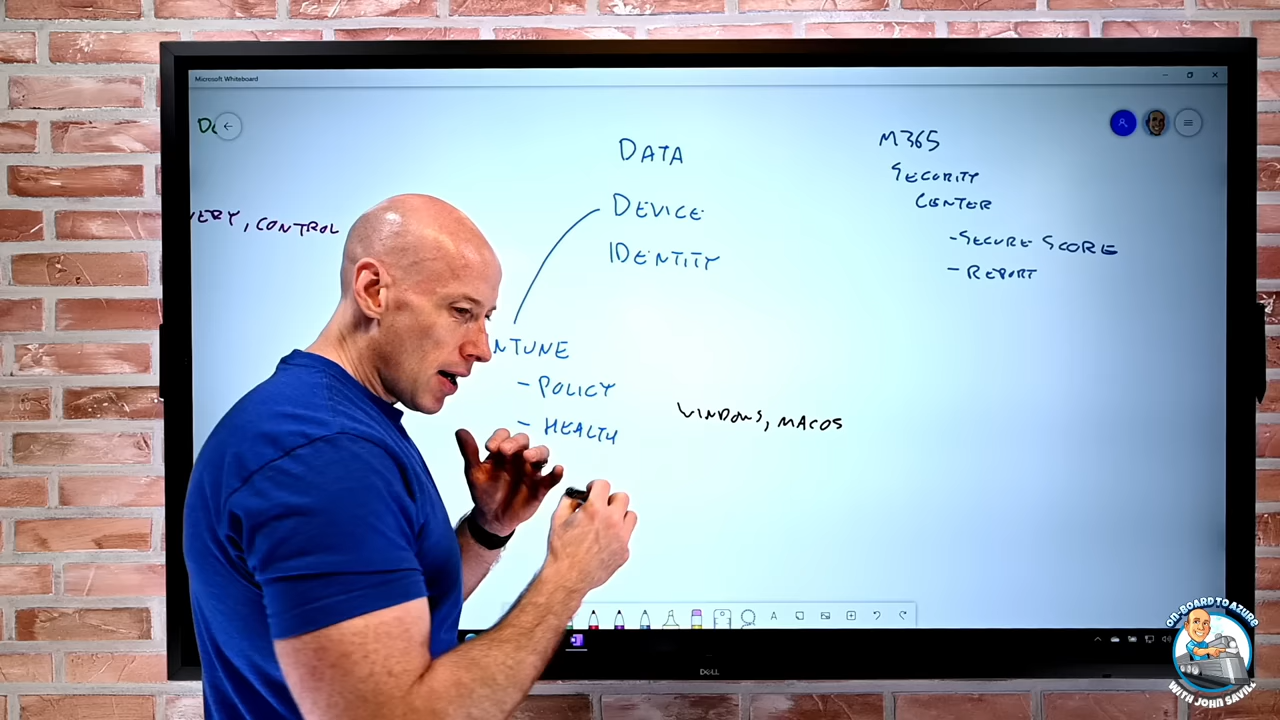 Microsoft Whiteboard
DATA
DEVICE
IDENTITY
M365
SECURITY
CENTER
-SECURE SCORE
- REPORT
VERY, CONTROL
NTUNE
- POLICY
- HEALTH
WINDOWS, MACOS
DELL
ON-BOARD TO AZURE
WITH JOHN SAVILL